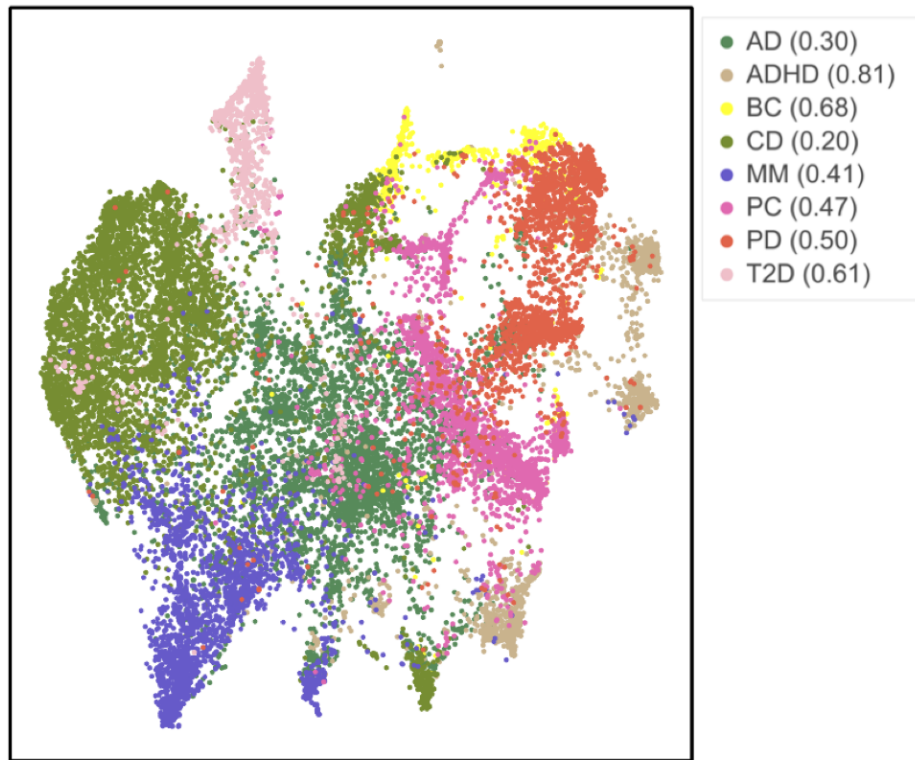 AD (0.30)
ADHD (0.81)
BC (0.68)
CD (0.20)
MM (0.41)
PC (0.47)
PD (0.50)
T2D (0.61)